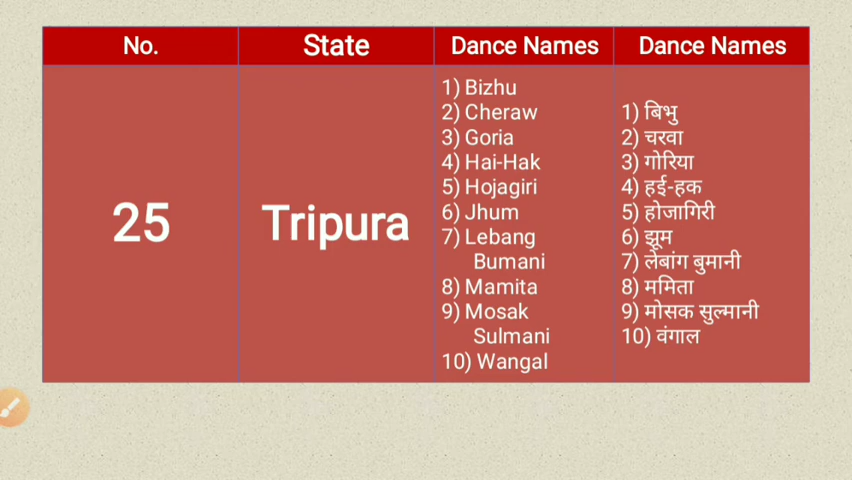 No.
State
Dance Names
Dance Names
25
Tripura
1) Bizhu
2) Cheraw
3) Goria
4) Hai-Hak
5) Hojagiri
6) Jhum
7) Lebang
Bumani
8) Mamita
9) Mosak
Sulmani
10) Wangal
1) बिभु
2) चरवा
3) गोरिया
4) हई-हक
5) होजागिरी
6) झूम
7) लेबांग बुमानी
8) ममिता
9) मोसक सुल्मानी
10) वंगाल